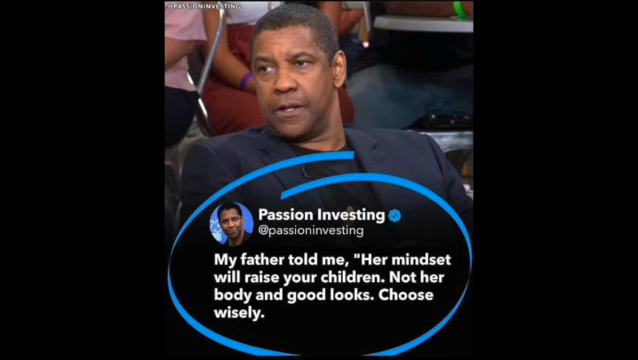 @PASSIONINVESTING
Passion Investing
@passioninvesting
My father told me, "Her mindset
will raise your children. Not her
body and good looks. Choose
wisely.